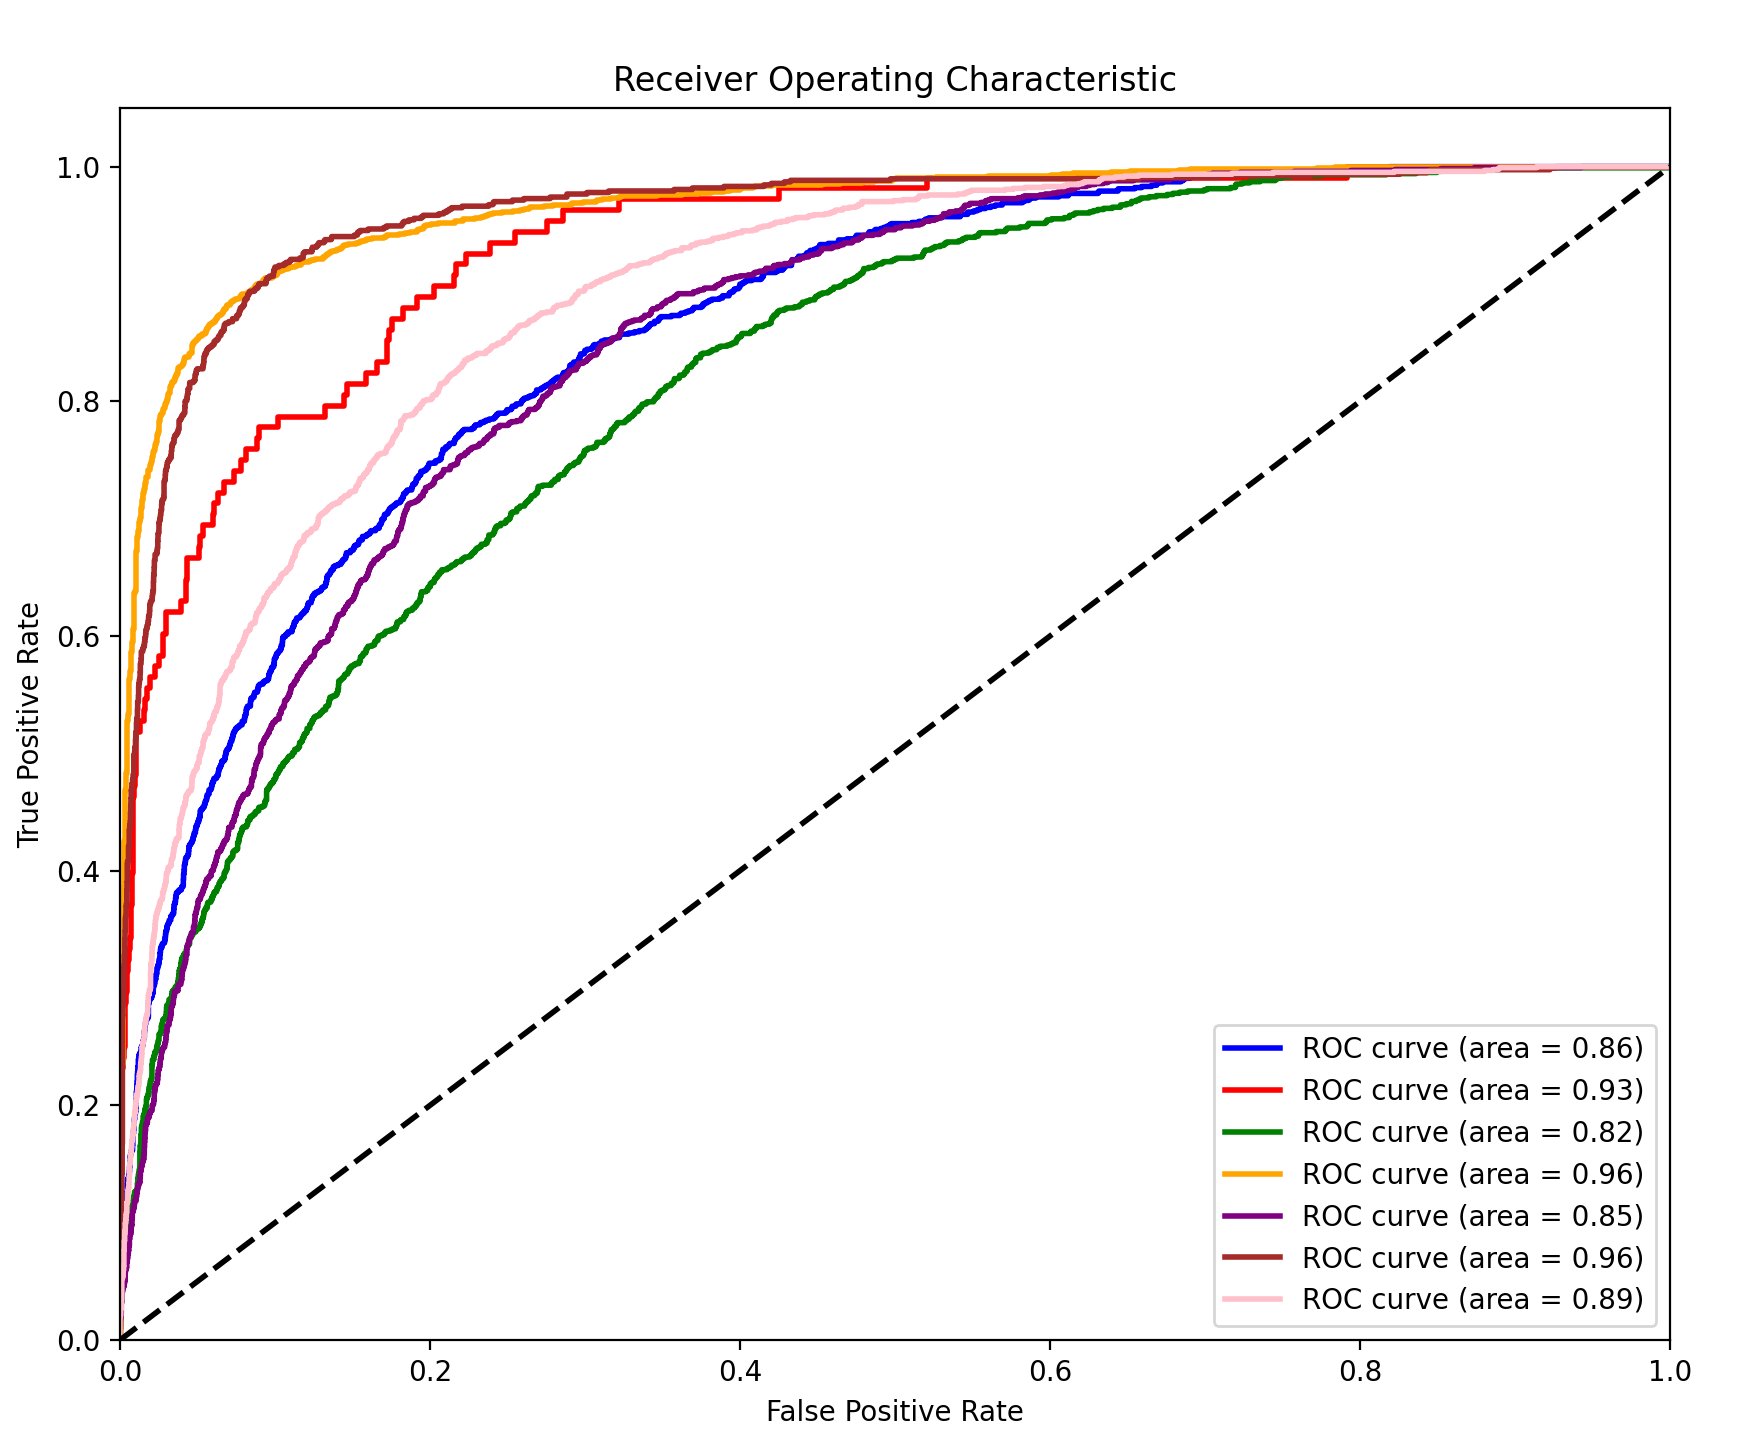 Receiver Operating Characteristic
1.0
0.8
0.6
0.4
0.2
0.0
True Positive Rate
ROC curve (area = 0.86)
ROC curve (area = 0.93)
ROC curve (area = 0.82)
ROC curve (area = 0.96)
ROC curve (area = 0.85)
ROC curve (area = 0.96)
ROC curve (area = 0.89)
0.0 0.2 0.4 0.6 0.8 1.0
False Positive Rate